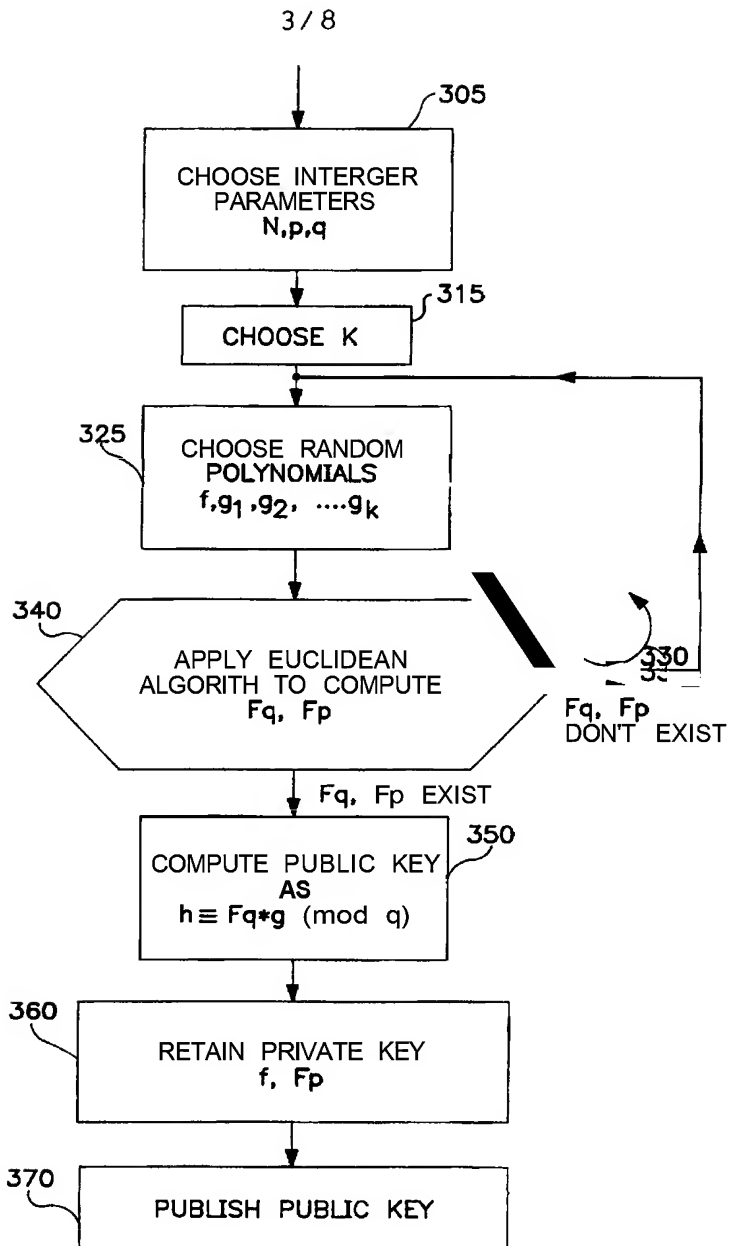 3/8
305
CHOOSE INTERGER
PARAMETERS
N,p,q
315
CHOOSE K
325
CHOOSE RANDOM
POLYNOMIALS
f,g1,g2, ....gk
340
APPLY EUCLIDEAN
ALGORITH TO COMPUTE
Fq, Fp
330
Fq, Fp
DON'T EXIST
Fq, Fp EXIST
350
COMPUTE PUBLIC KEY
AS
h≡ Fq*g (mod q)
360
RETAIN PRIVATE KEY
f, Fp
370
PUBLISH PUBLIC KEY